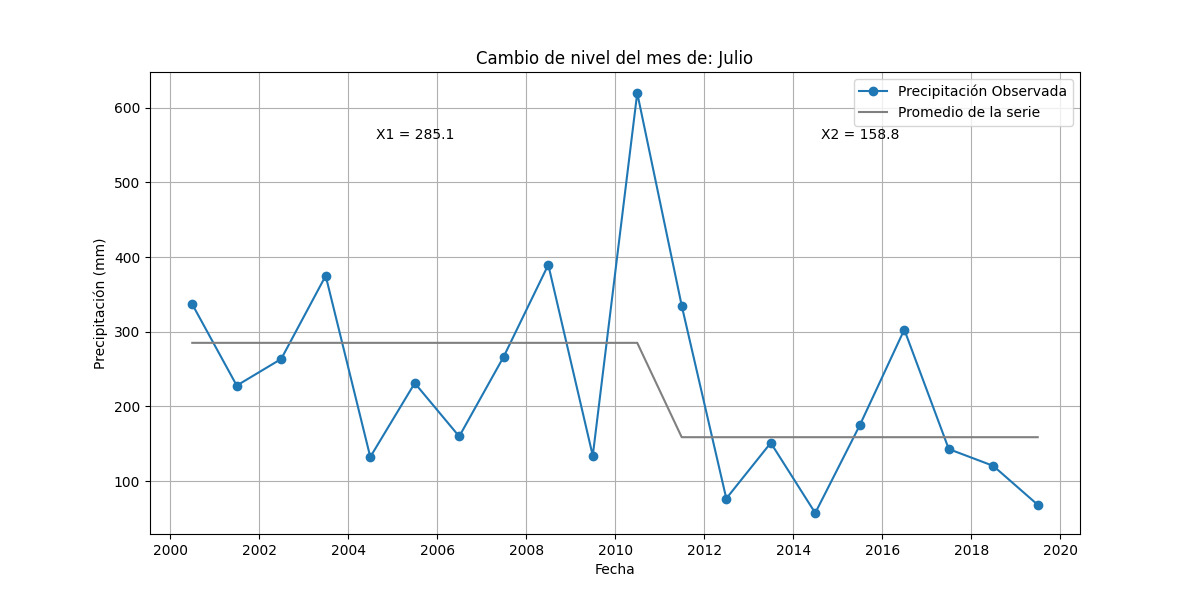 Cambio de nivel del mes de: Julio
Precipitación Observada
Promedio de la serie
X1 = 285.1
X2 = 158.8
Precipitación (mm)
600
500
400
300
200
100
2000 2002 2004 2006 2008 2010 2012 2014 2016 2018 2020
Fecha